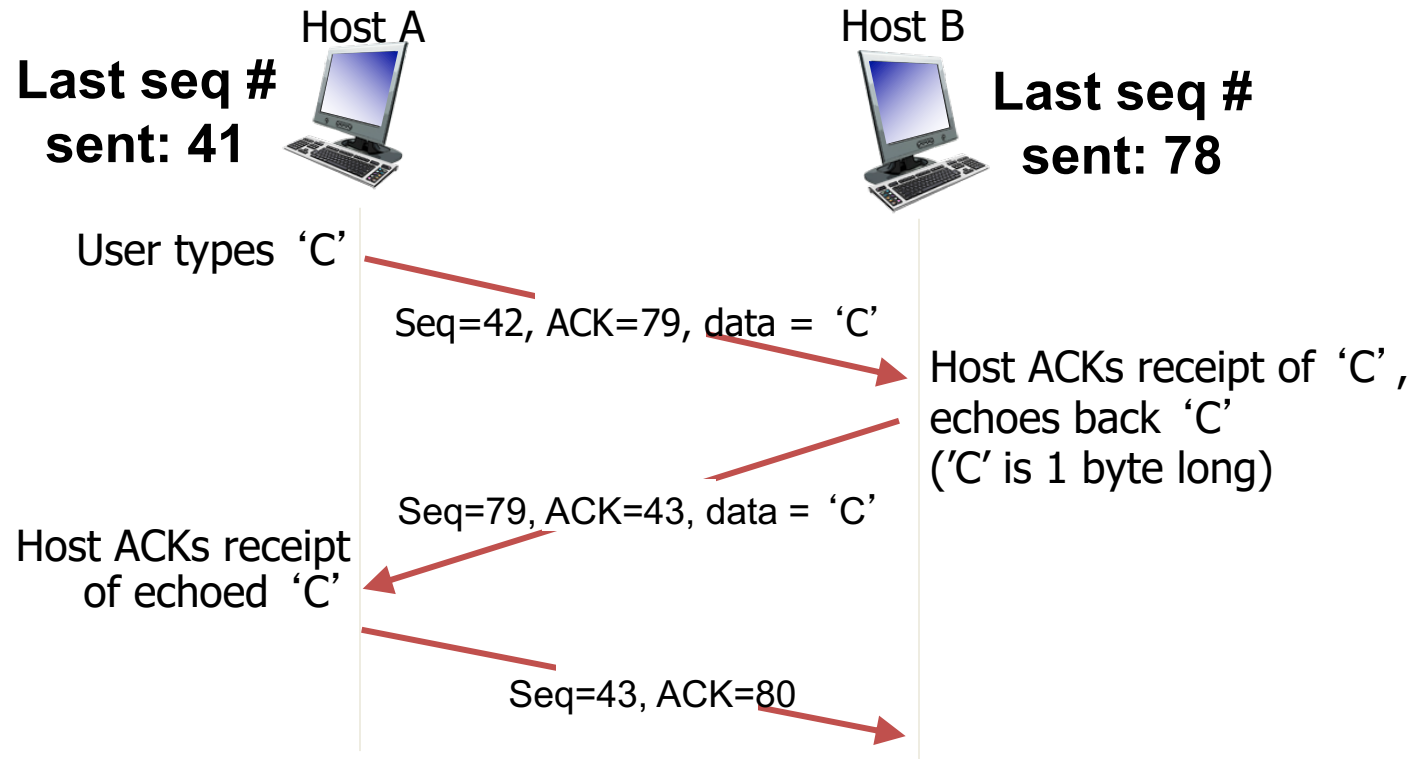 Host A
Last seq #
sent: 41
Host B
Last seq #
sent: 78
User types ‘C’
Seq=42, ACK=79, data = ‘C’
Host ACKs receipt of ‘C’,
echoes back ‘C’
(’C’ is 1 byte long)
Seq=79, ACK=43, data = ‘C’
Host ACKs receipt
of echoed ‘C’
Seq=43, ACK=80